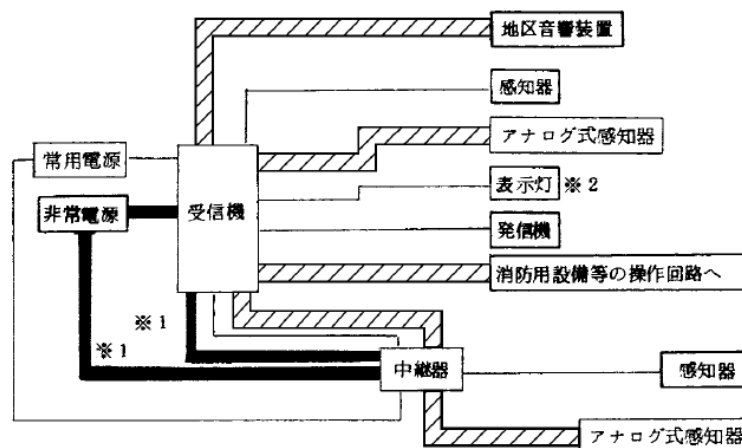 地区音響装置
感知器
アナログ式感知器
常用電源
表示灯 ※2
非常電源
受信機
発信機
消防用設備等の操作回路へ
※1
※1
中継器
感知器
アナログ式感知器